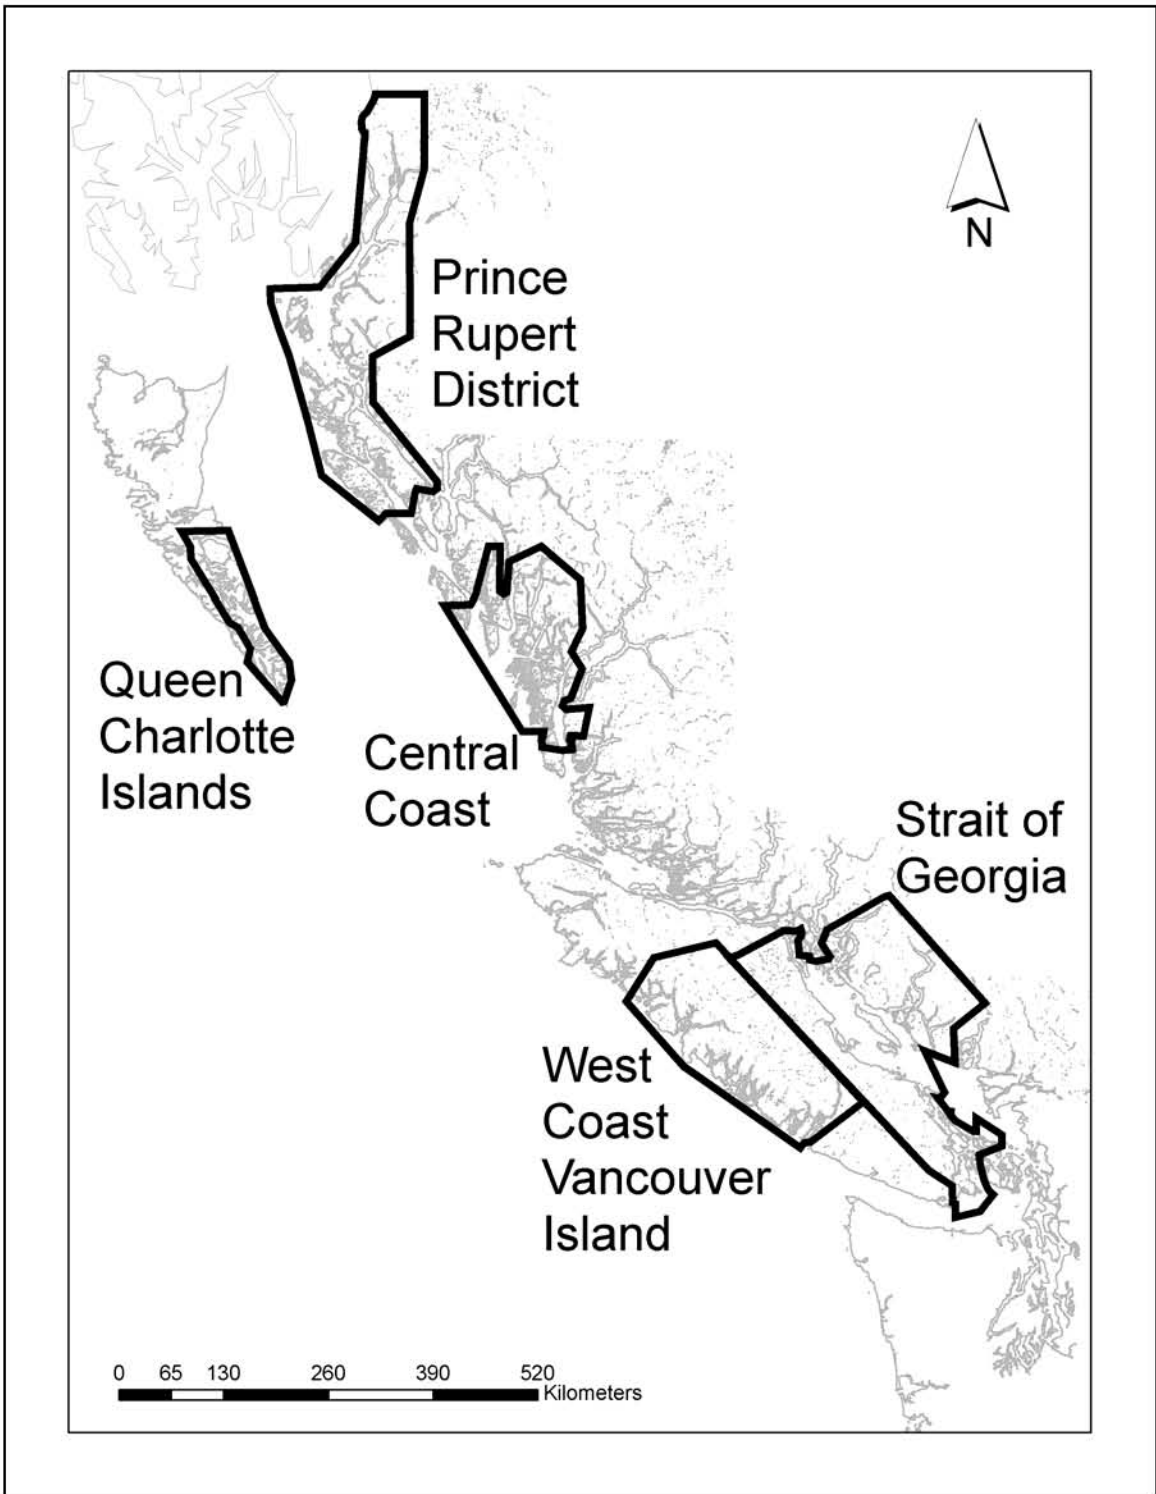 N
Prince
Rupert
District
Queen
Charlotte
Islands
Central
Coast
Strait of
Georgia
West
Coast
Vancouver
Island
0 65 130 260 390 520
Kilometers